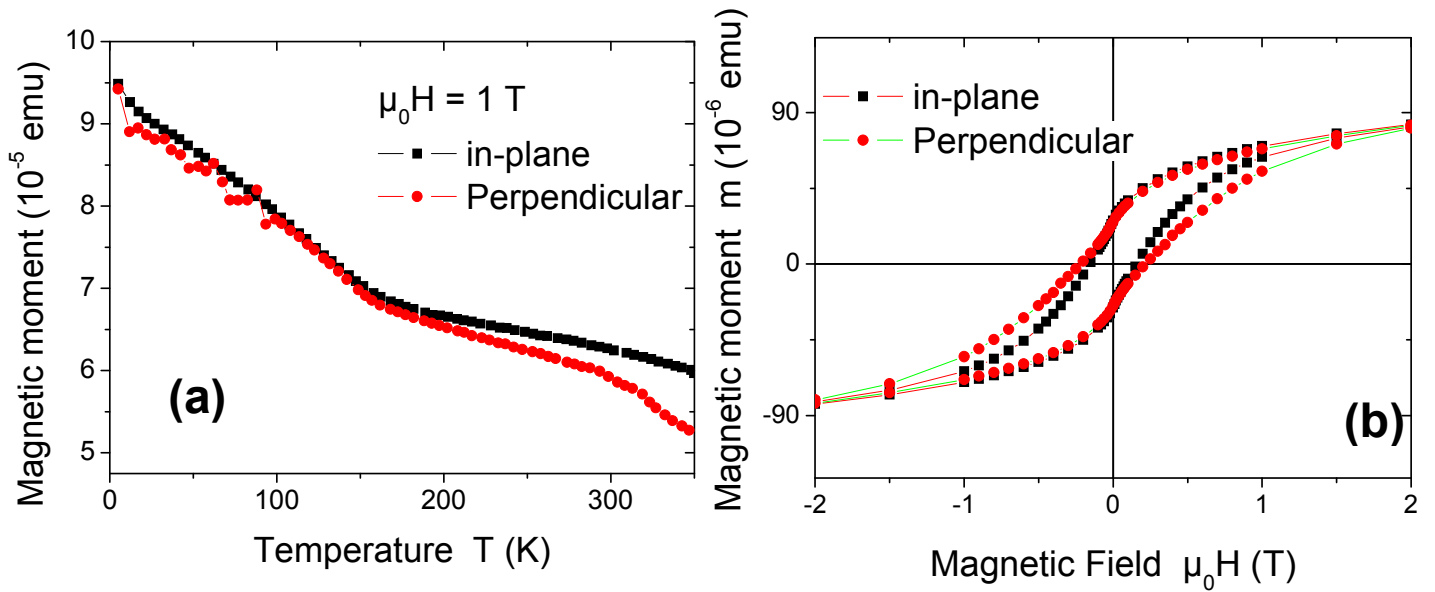 10
9
8
7
6
5
0
100
200
300
Magnetic moment (10⁻⁵ emu)
Temperature T (K)
μ₀H = 1 T
in-plane
Perpendicular
(a)
90
0
-90
-2
-1
0
1
2
Magnetic moment m (10⁻⁶ emu)
Magnetic Field μ₀H (T)
in-plane
Perpendicular
(b)